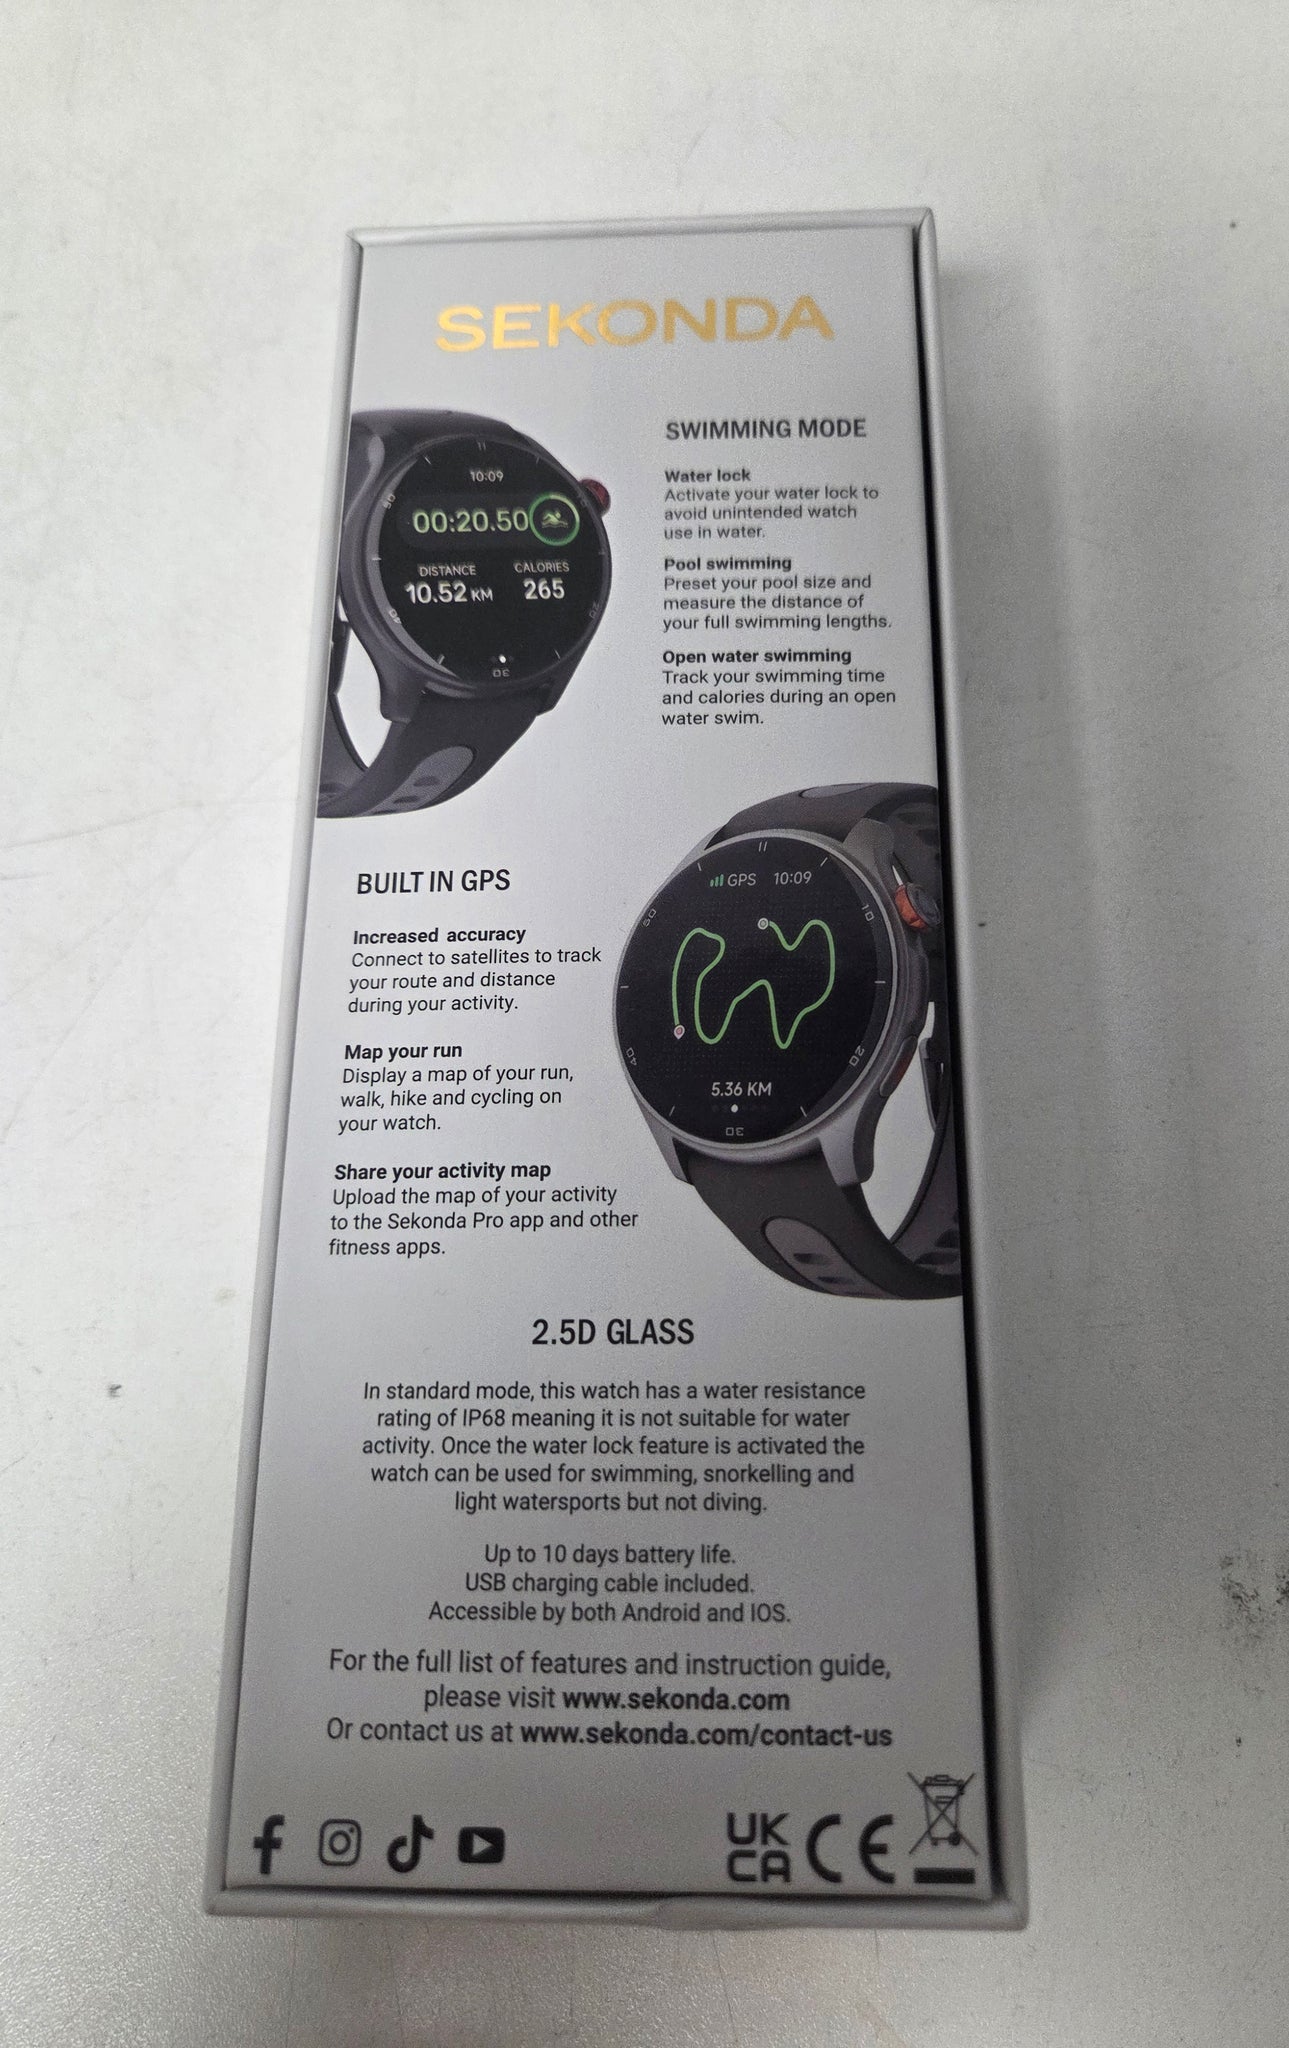 SEKONDA
10:09
00:20.50
DISTANCE
CALORIES
10.52 KM
265
SWIMMING MODE
Water lock
Activate your water lock to
avoid unintended watch
use in water.
Pool swimming
Preset your pool size and
measure the distance of
your full swimming lengths.
Open water swimming
Track your swimming time
and calories during an open
water swim.
50
40
30
20
BUILT IN GPS
Increased accuracy
Connect to satellites to track
your route and distance
during your activity.
Map your run
Display a map of your run,
walk, hike and cycling on
your watch.
Share your activity map
Upload the map of your activity
to the Sekonda Pro app and other
fitness apps.
GPS 10:09
10
20
30
40
5.36 KM
2.5D GLASS
In standard mode, this watch has a water resistance
rating of IP68 meaning it is not suitable for water
activity. Once the water lock feature is activated the
watch can be used for swimming, snorkelling and
light watersports but not diving.
Up to 10 days battery life.
USB charging cable included.
Accessible by both Android and IOS.
For the full list of features and instruction guide,
please visit www.sekonda.com
Or contact us at www.sekonda.com/contact-us
UK
CA
CE